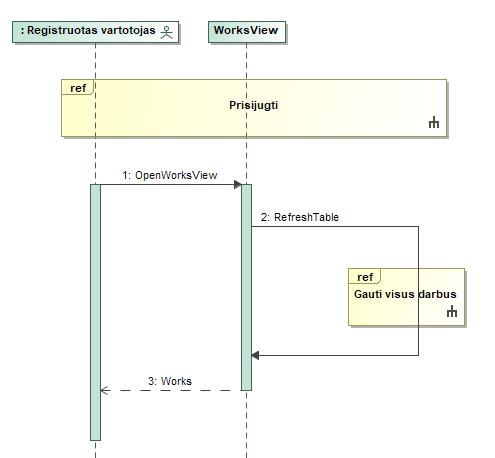 : Registruotas vartotojas
WorksView
ref
Prisijugti
1: OpenWorksView
2: RefreshTable
ref
Gauti visus darbus
3: Works